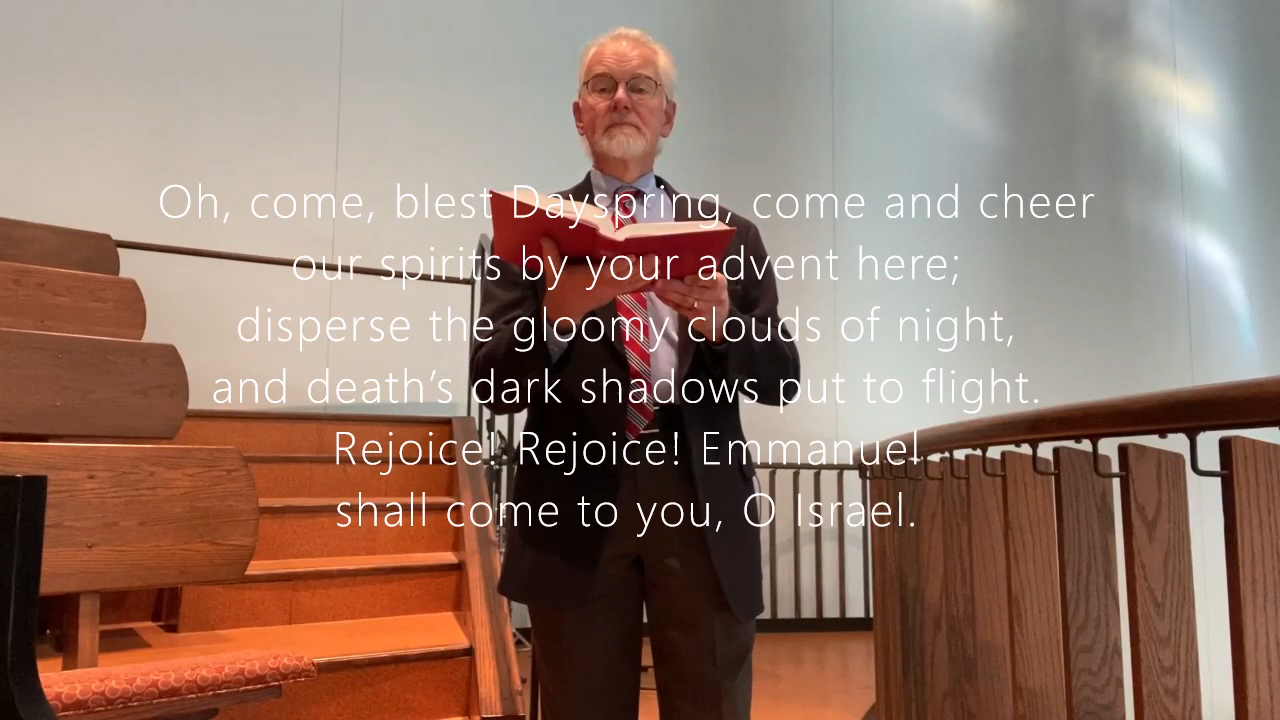 Oh, come, blest Dayspring, come and cheer
our spirits by your advent here;
disperse the gloomy clouds of night,
and death’s dark shadows put to flight.
Rejoice! Rejoice! Emmanuel
shall come to you, O Israel.